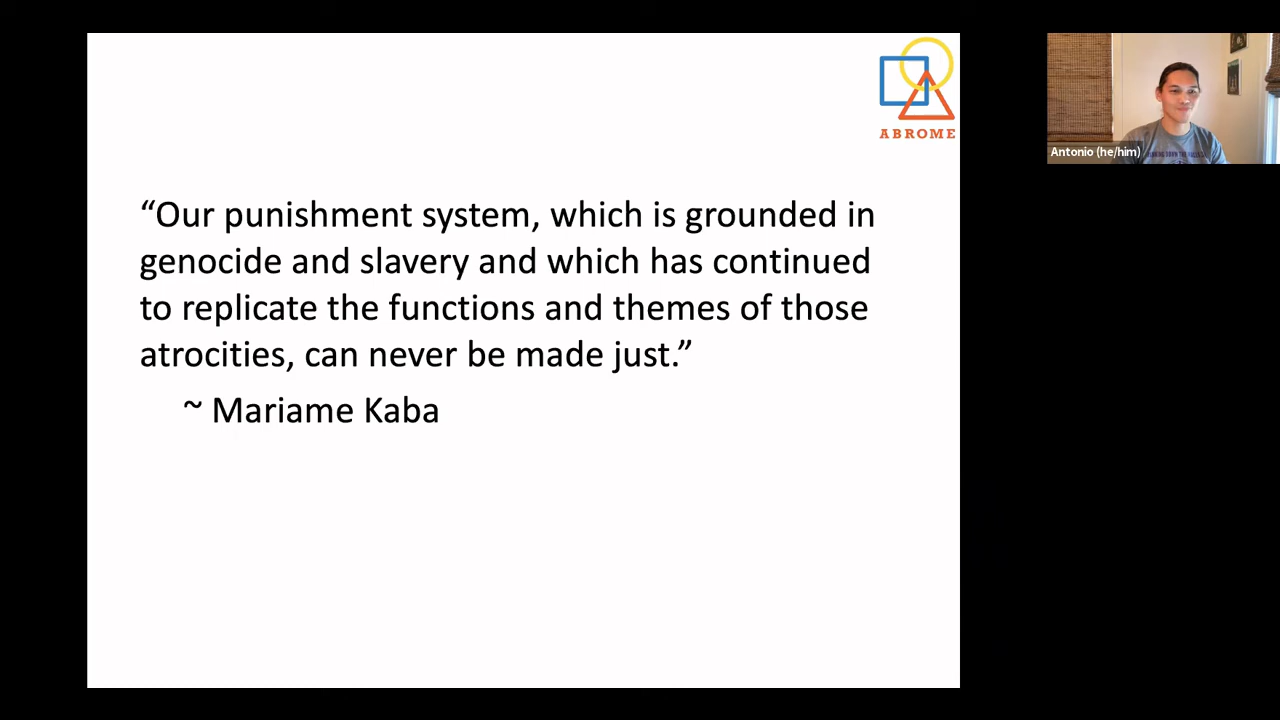 ABROME
“Our punishment system, which is grounded in
genocide and slavery and which has continued
to replicate the functions and themes of those
atrocities, can never be made just.”
~ Mariame Kaba
Antonio (he/him)